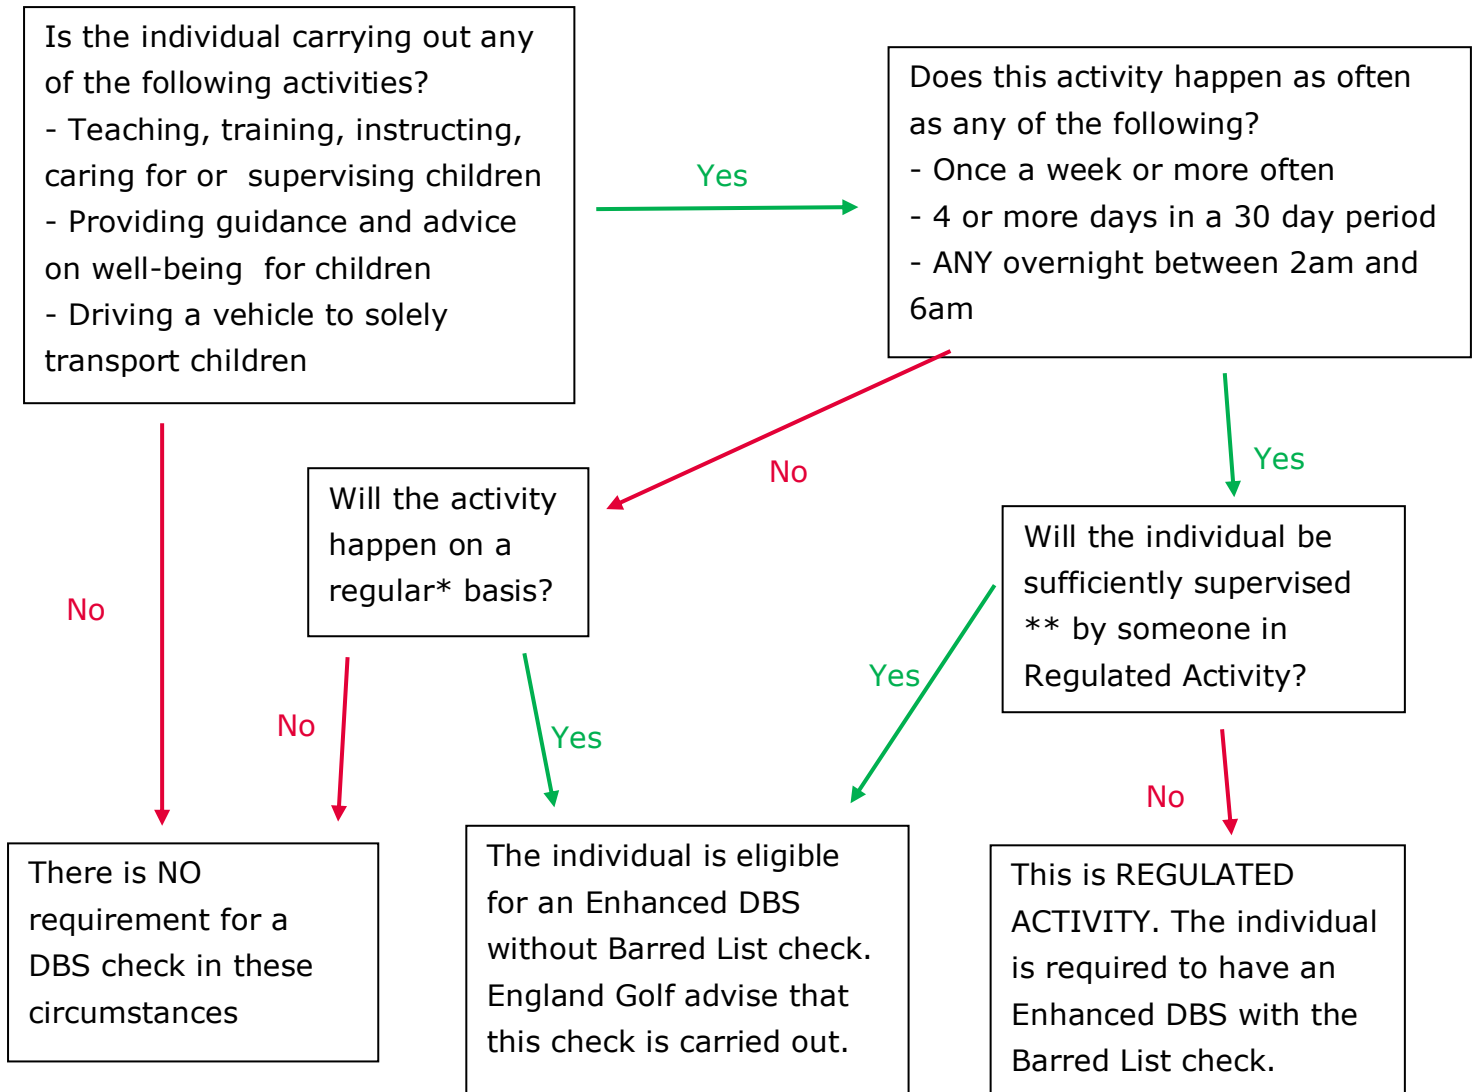 Is the individual carrying out any
of the following activities?
- Teaching, training, instructing,
caring for or  supervising children
- Providing guidance and advice
on well-being  for children
- Driving a vehicle to solely
transport children
Yes
Does this activity happen as often
as any of the following?
- Once a week or more often
- 4 or more days in a 30 day period
- ANY overnight between 2am and
6am
No
Yes
No
Will the activity
happen on a
regular* basis?
Will the individual be
sufficiently supervised
** by someone in
Regulated Activity?
No
Yes
Yes
No
There is NO
requirement for a
DBS check in these
circumstances
The individual is eligible
for an Enhanced DBS
without Barred List check.
England Golf advise that
this check is carried out.
This is REGULATED
ACTIVITY. The individual
is required to have an
Enhanced DBS with the
Barred List check.